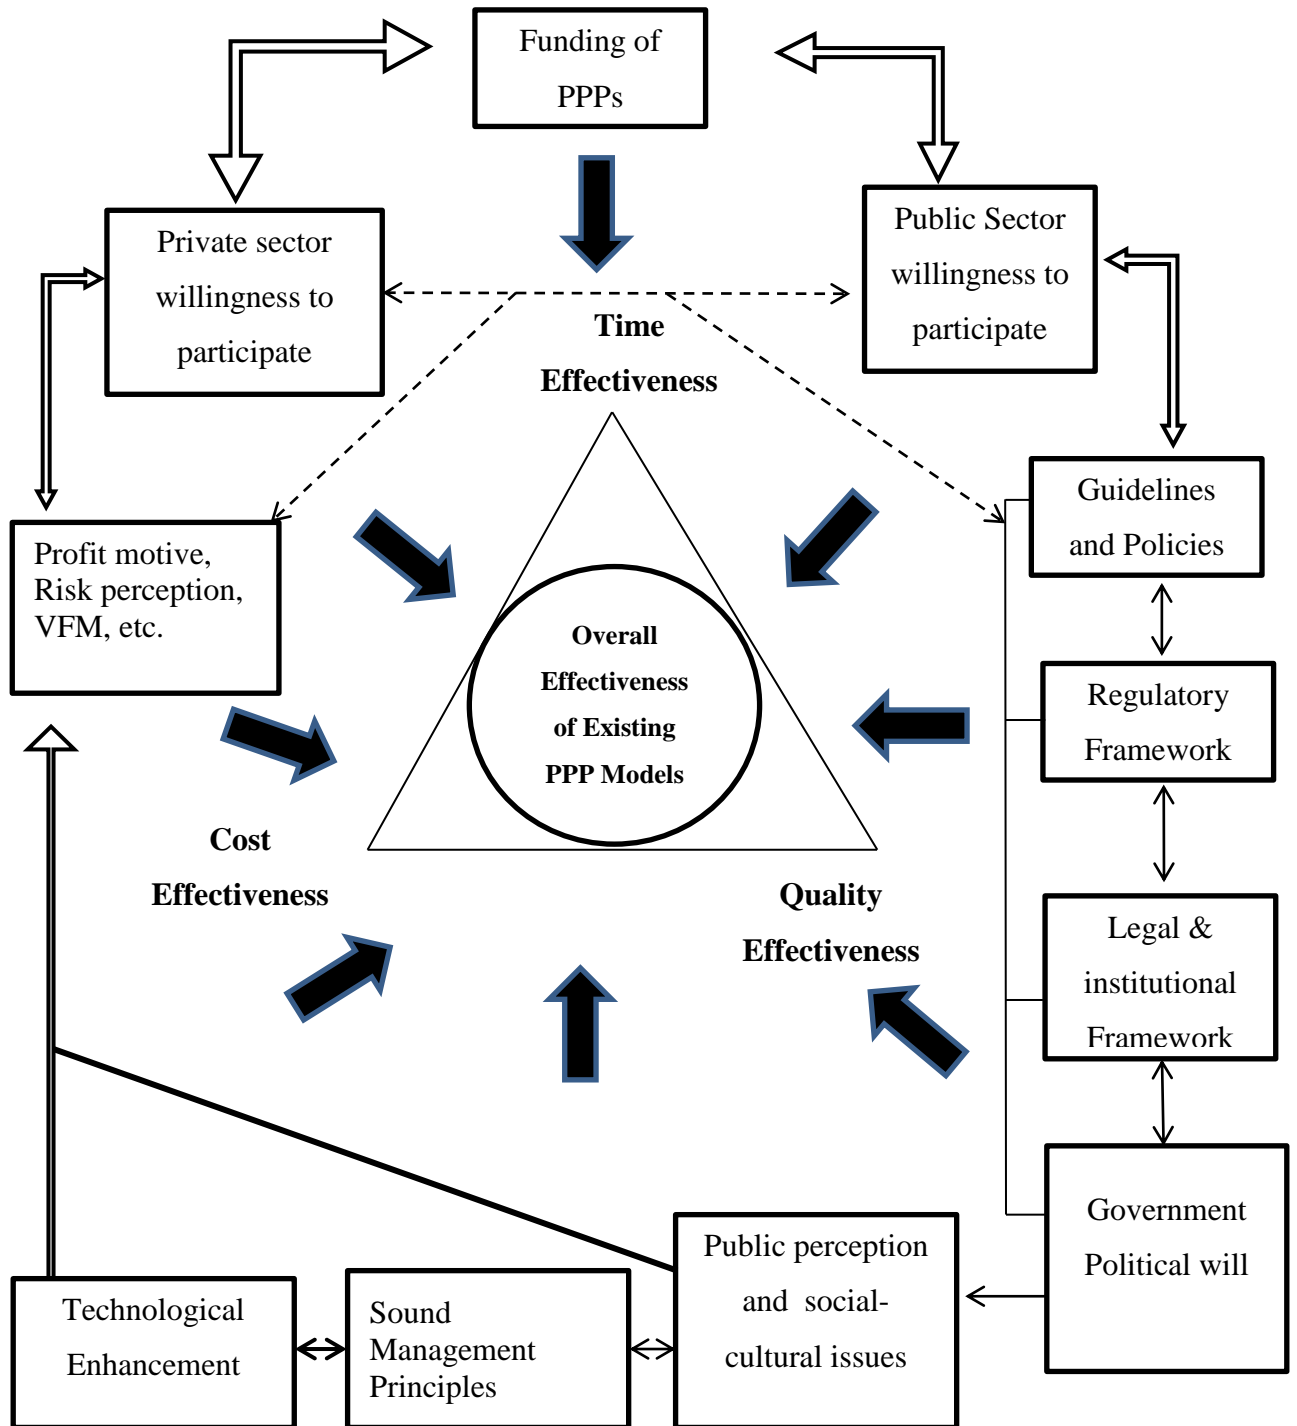 Funding of
PPPs
Private sector
willingness to
participate
Public Sector
willingness to
participate
Time
Effectiveness
Guidelines
and Policies
Profit motive,
Risk perception,
VFM, etc.
Overall
Effectiveness
of Existing
PPP Models
Regulatory
Framework
Cost
Effectiveness
Quality
Effectiveness
Legal &
institutional
Framework
Government
Political will
Public perception
and social-
cultural issues
Sound
Management
Principles
Technological
Enhancement